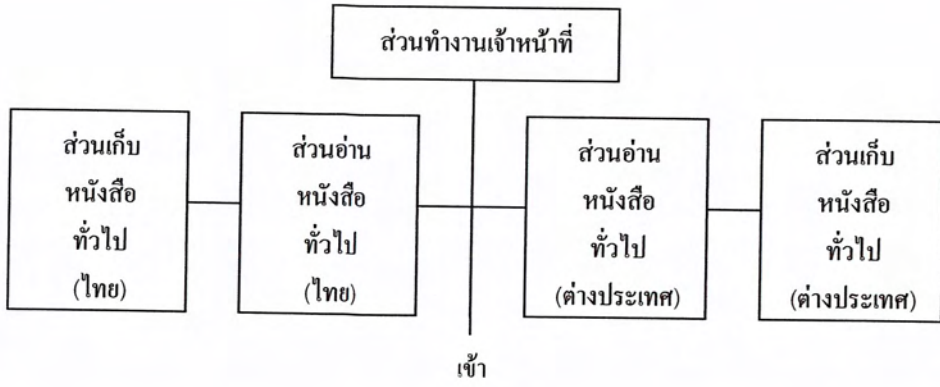 ส่วนทำงานเจ้าหน้าที่
ส่วนเก็บ
หนังสือ
ทั่วไป
(ไทย)
ส่วนอ่าน
หนังสือ
ทั่วไป
(ไทย)
ส่วนอ่าน
หนังสือ
ทั่วไป
(ต่างประเทศ)
ส่วนเก็บ
หนังสือ
ทั่วไป
(ต่างประเทศ)
เข้า